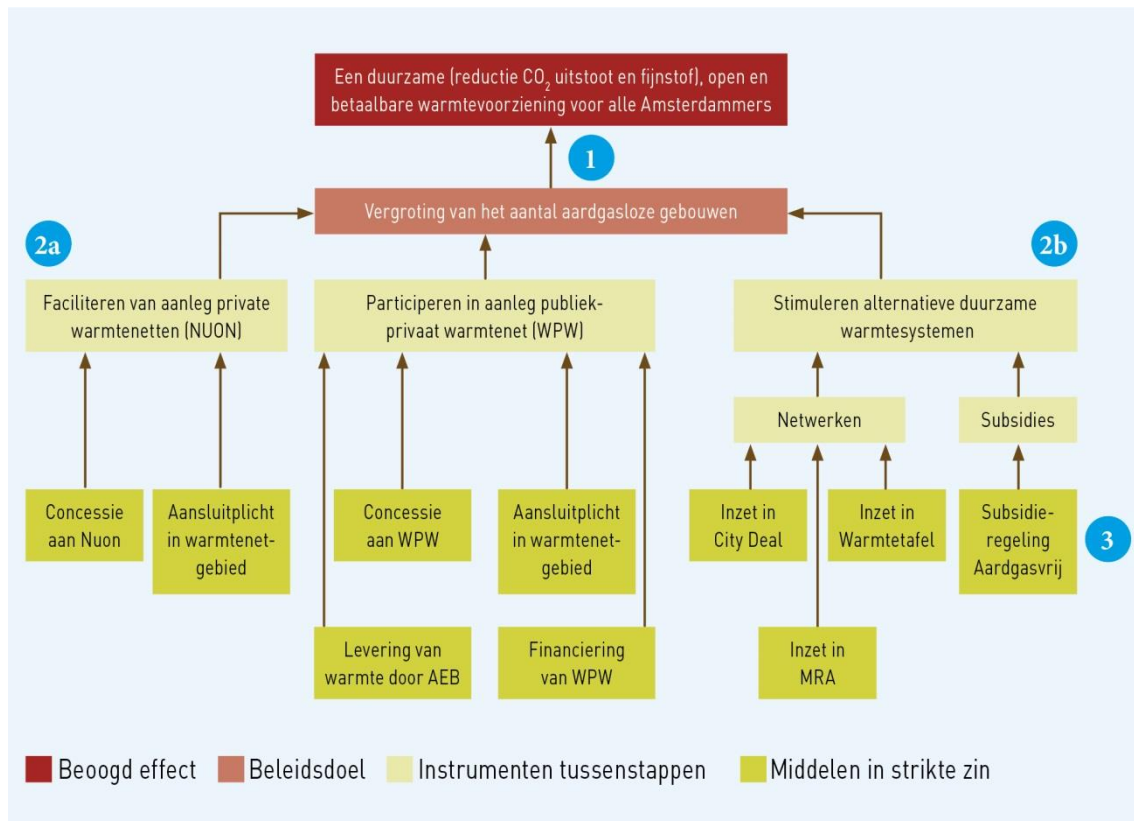 Een duurzame (reductie CO₂ uitstoot en fijnstof), open en
betaalbare warmtevoorziening voor alle Amsterdammers
1
Vergroting van het aantal aardgasloze gebouwen
2a
2b
Faciliteren van aanleg private
warmtenetten (NUON)
Participeren in aanleg publiek-
privaat warmtenet (WPW)
Stimuleren alternatieve duurzame
warmtesystemen
Netwerken
Subsidies
Concessie
aan Nuon
Aansluitplicht
in warmtenet-
gebied
Concessie
aan WPW
Aansluitplicht
in warmtenet-
gebied
Inzet in
City Deal
Inzet in
Warmtetafel
Subsidie-
regeling
Aardgasvrij
3
Levering van
warmte door AEB
Financiering
van WPW
Inzet in
MRA
Beoogd effect
Beleidsdoel
Instrumenten tussenstappen
Middelen in strikte zin